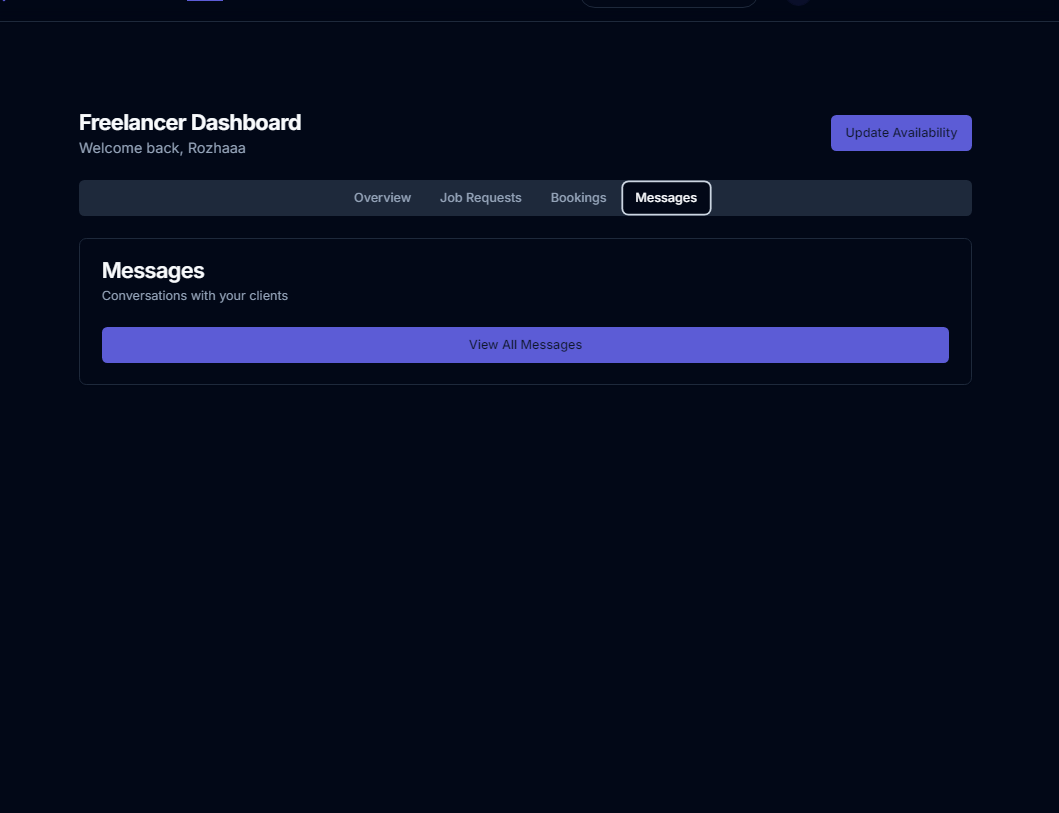 Freelancer Dashboard
Welcome back, Rozhaaa
Update Availability
Overview Job Requests Bookings Messages
Messages
Conversations with your clients
View All Messages